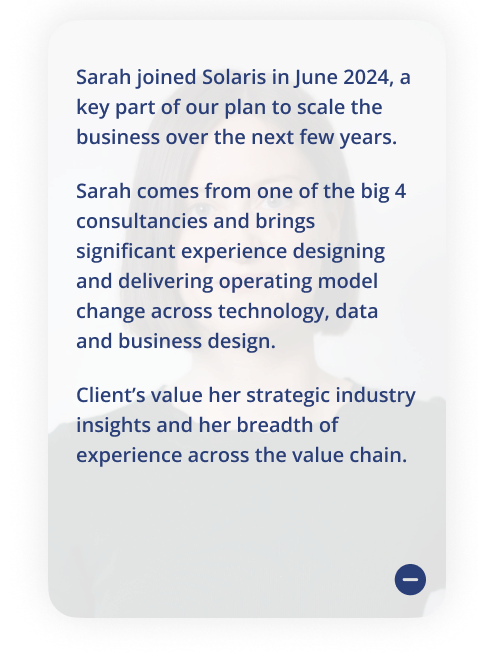 Sarah joined Solaris in June 2024, a
key part of our plan to scale the
business over the next few years.
Sarah comes from one of the big 4
consultancies and brings
significant experience designing
and delivering operating model
change across technology, data
and business design.
Client’s value her strategic industry
insights and her breadth of
experience across the value chain.